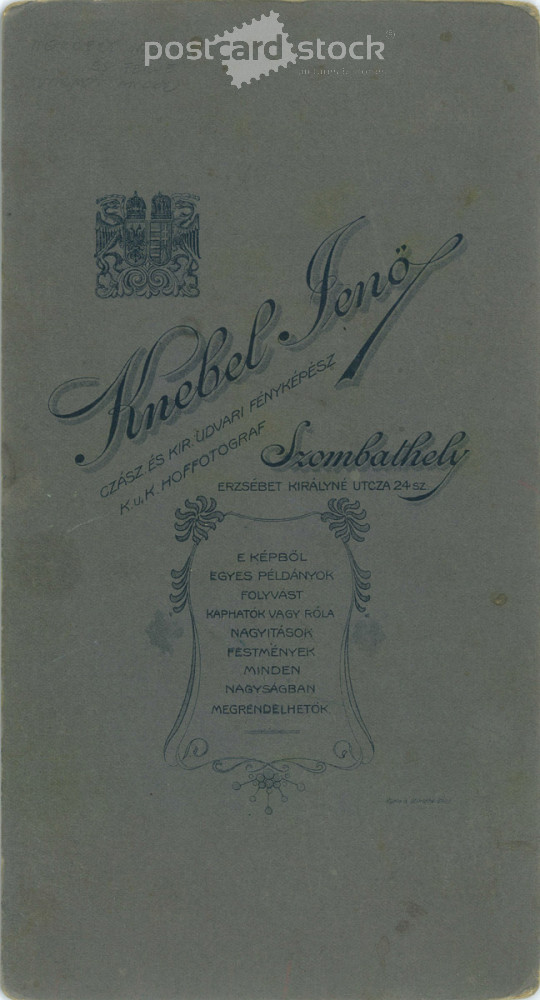 postcard stock
Knebel Jenő
CZÁSZ. ÉS KIR. UDVARI FÉNYKÉPÉSZ
K.u.K. HOFFOTOGRAF
Szombathely
ERZSÉBET KIRÁLYNÉ UTCZA 24 SZ.
E KÉPBŐL
EGYES PÉLDÁNYOK
FOLYVÁST
KAPHATÓK VAGY RÓLA
NAGYITÁSOK
FESTMÉNYEK
MINDEN
NAGYSÁGBAN
MEGRENDELHETŐK.